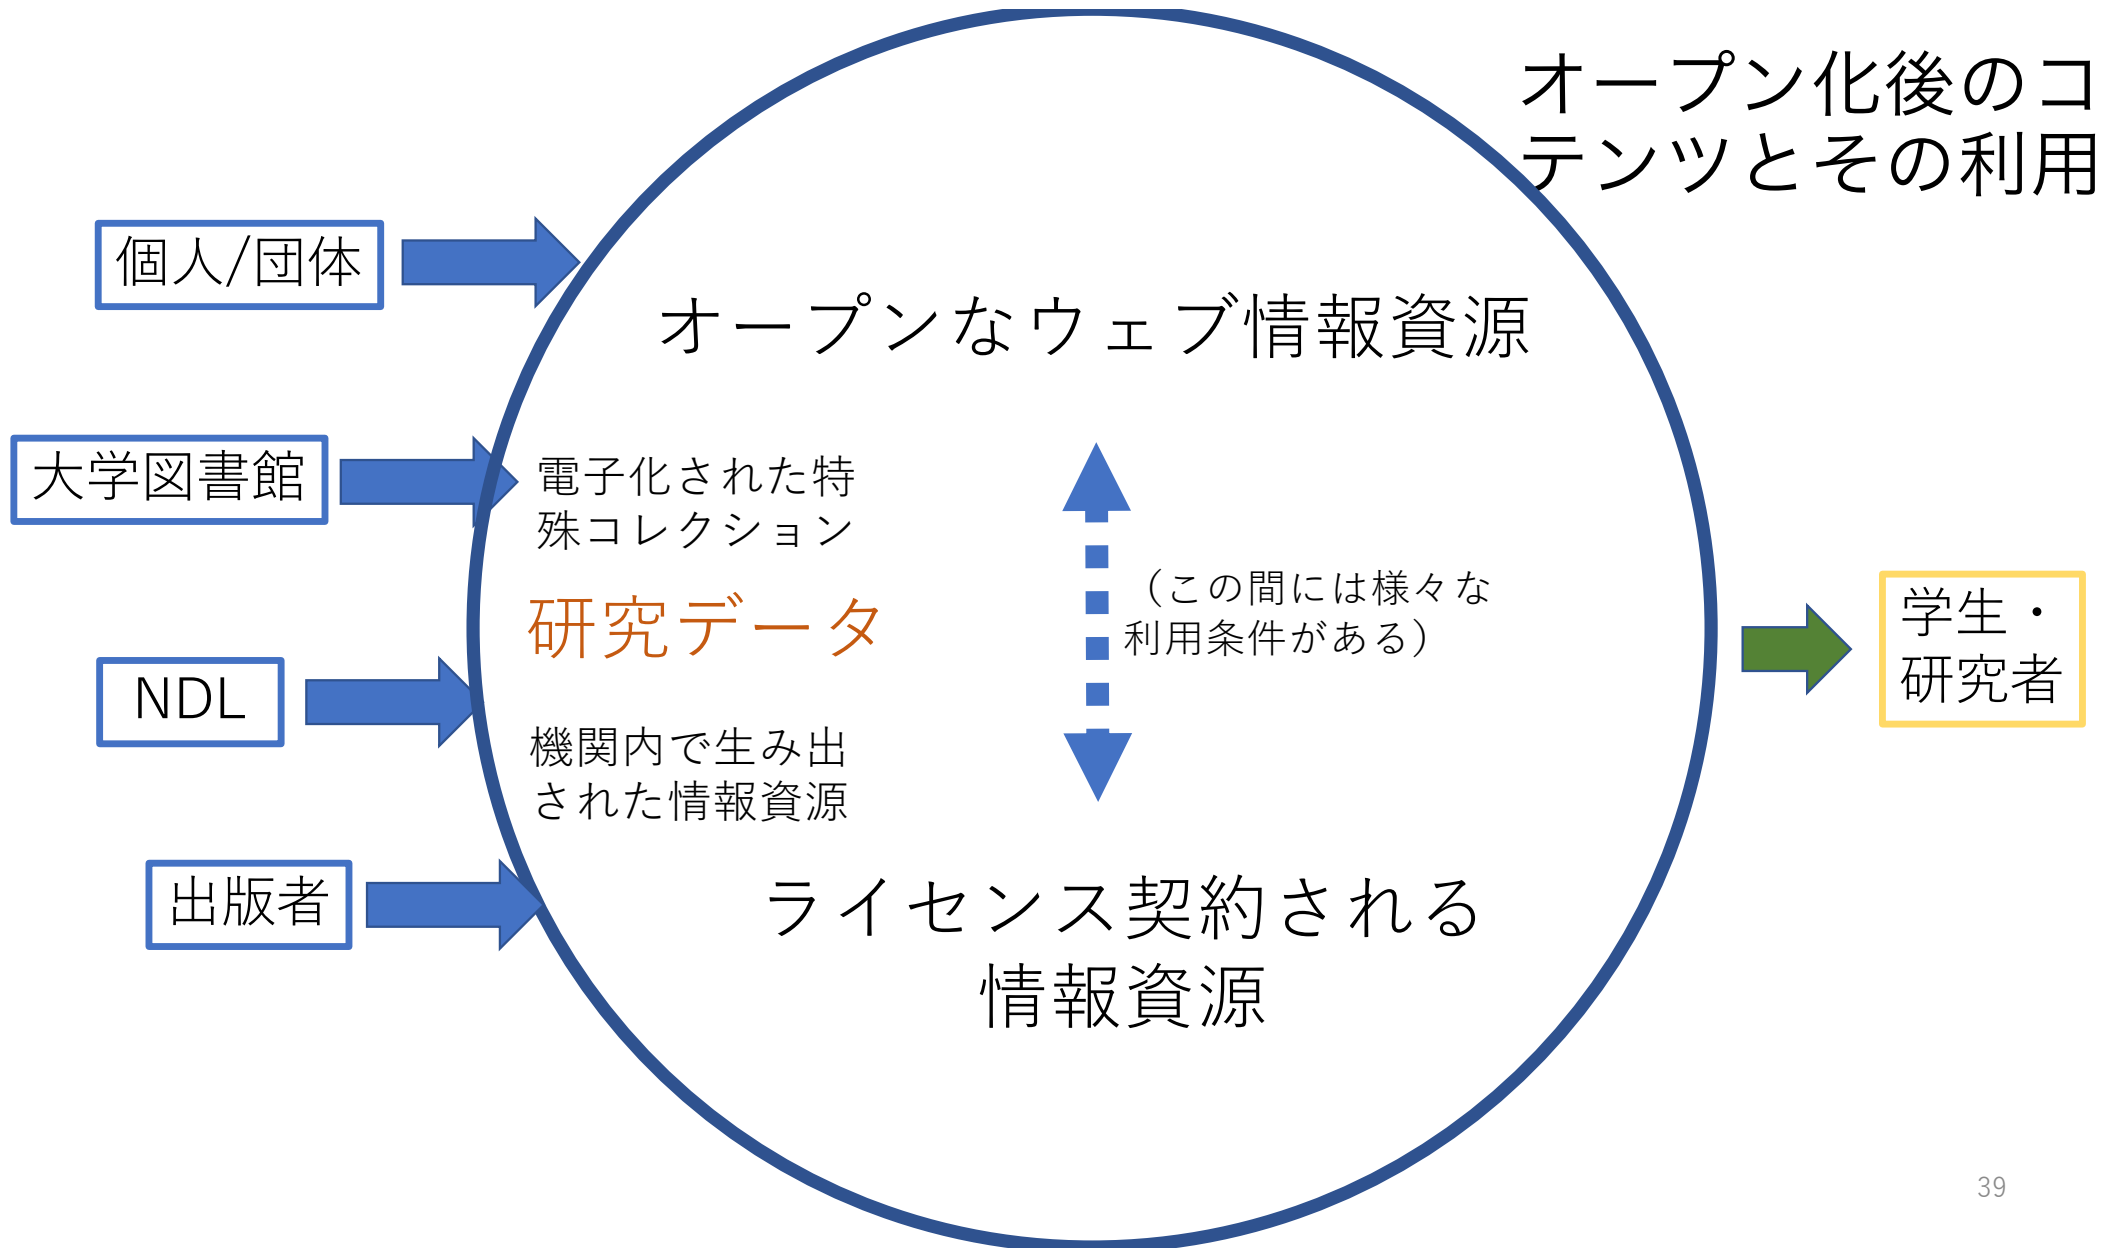 オープン化後のコ
テンツとその利用
個人/団体
オープンなウェブ情報資源
大学図書館
電子化された特
殊コレクション
研究データ
（この間には様々な
利用条件がある）
学生・
研究者
NDL
機関内で生み出
された情報資源
出版者
ライセンス契約される
情報資源
39